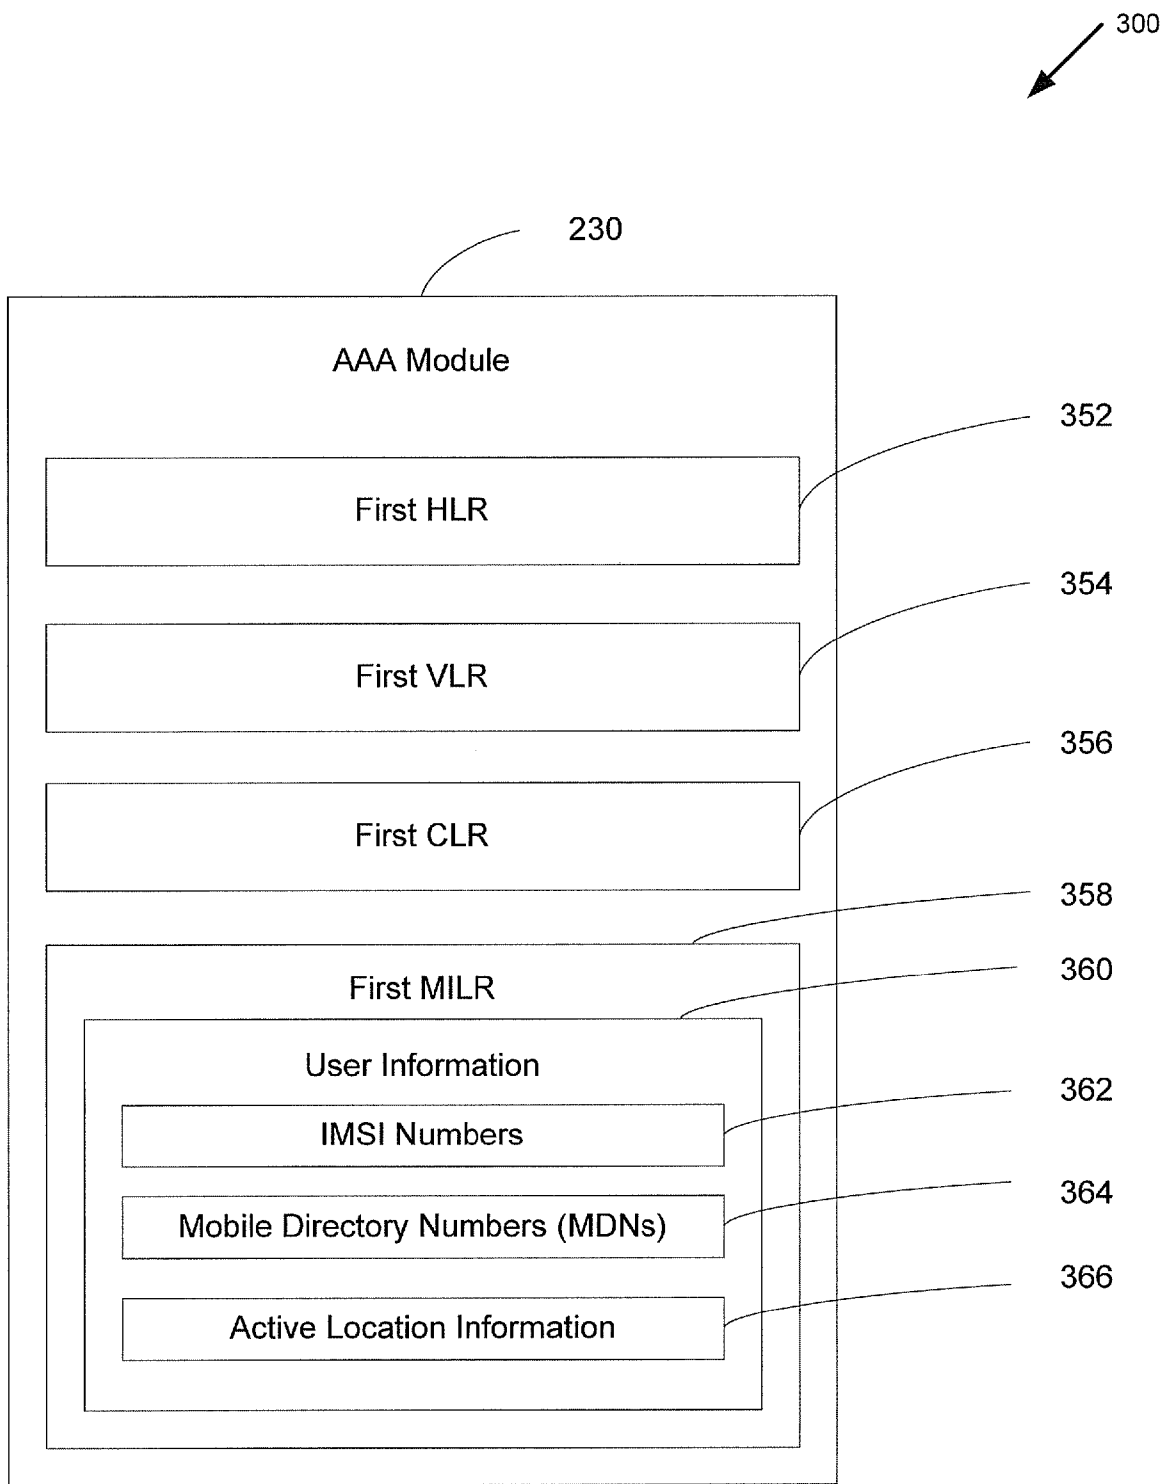 300
230
AAA Module
352
First HLR
354
First VLR
356
First CLR
358
First MILR
360
User Information
362
IMSI Numbers
364
Mobile Directory Numbers (MDNs)
366
Active Location Information